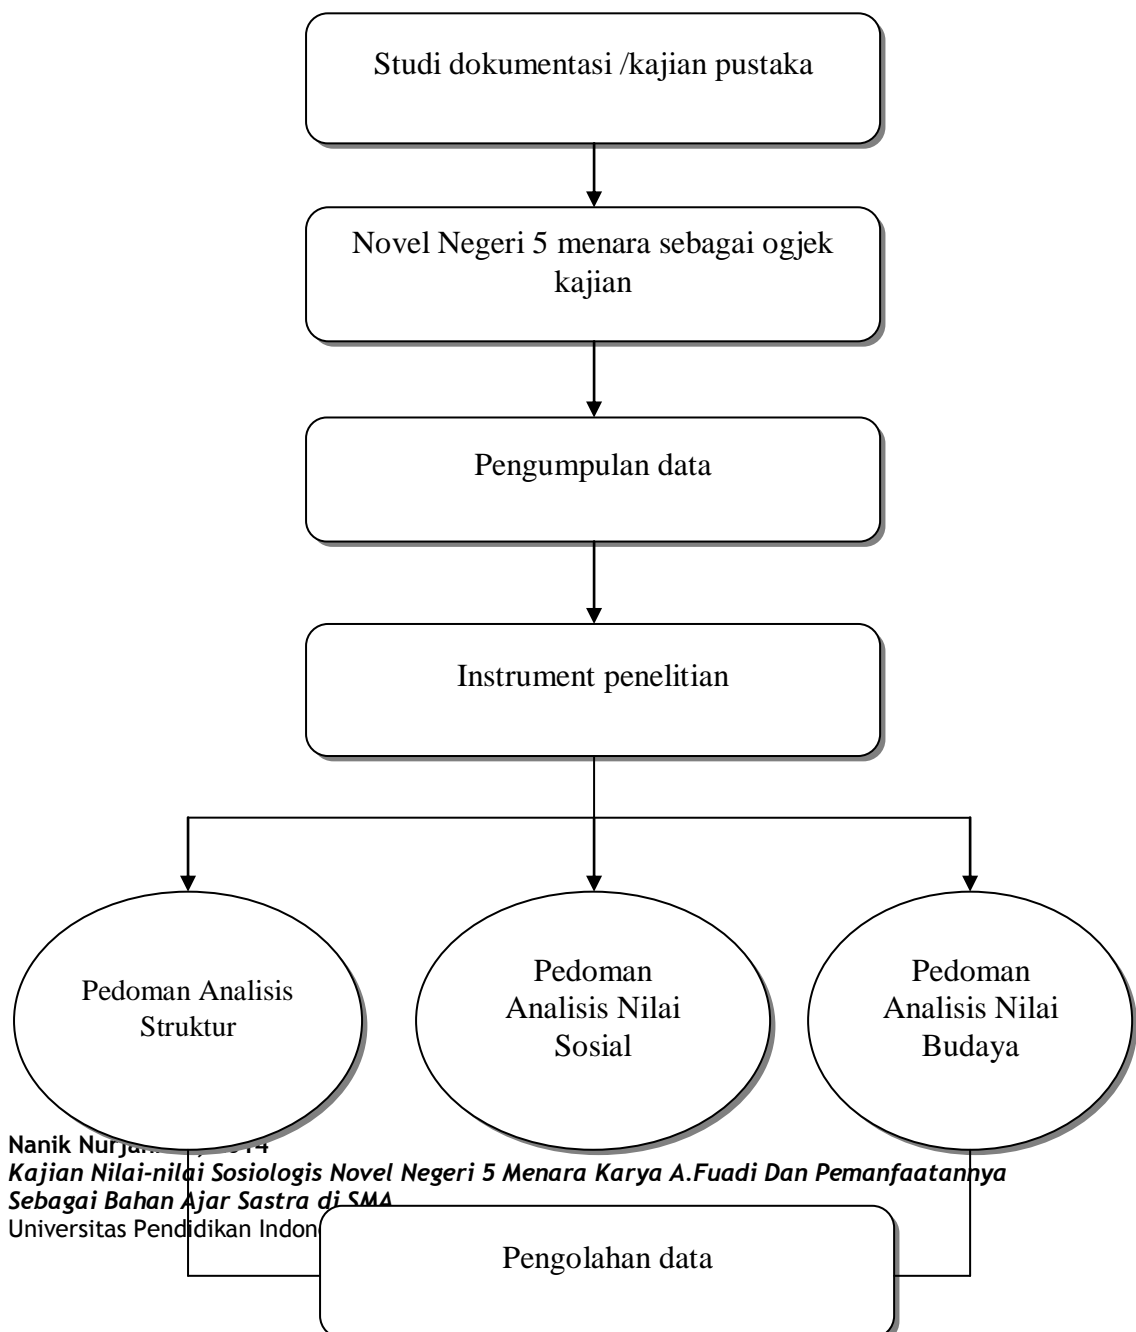 Studi dokumentasi /kajian pustaka
Novel Negeri 5 menara sebagai ogjek
kajian
Pengumpulan data
Instrument penelitian
Pedoman Analisis
Struktur
Pedoman
Analisis Nilai
Sosial
Pedoman
Analisis Nilai
Budaya
Nanik
Kajian Nilai-nilai Sosiologis Novel Negeri 5 Menara Karya A.Fuadi Dan Pemanfaatannya
Sebagai Bahan Ajar Sastra di SMA
Universitas Pendidikan
Pengolahan data